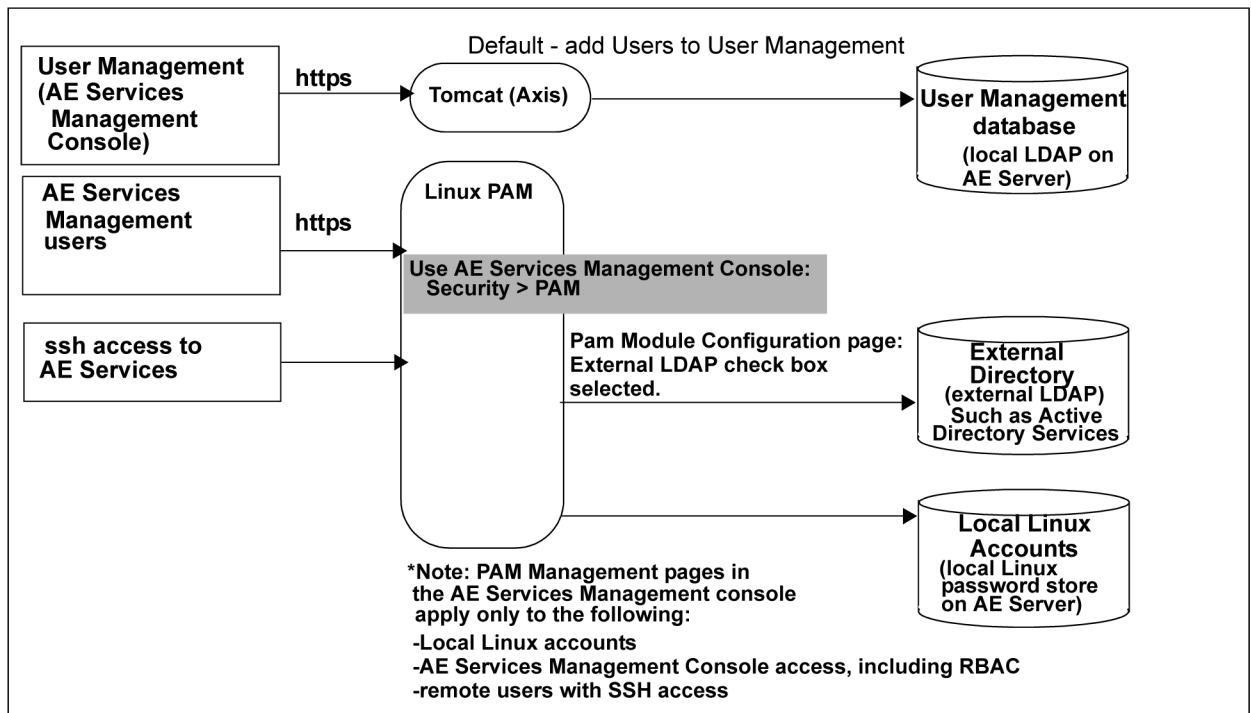 Default - add Users to User Management
User Management
(AE Services
Management
Console)
https
Tomcat (Axis)
User Management
database
(local LDAP on
AE Server)
AE Services
Management
users
https
Linux PAM
Use AE Services Management Console:
Security > PAM
ssh access to
AE Services
Pam Module Configuration page:
External LDAP check box
selected.
External
Directory
(external LDAP)
Such as Active
Directory Services
Local Linux
Accounts
(local Linux
password store
on AE Server)
*Note: PAM Management pages in
the AE Services Management console
apply only to the following:
-Local Linux accounts
-AE Services Management Console access, including RBAC
-remote users with SSH access